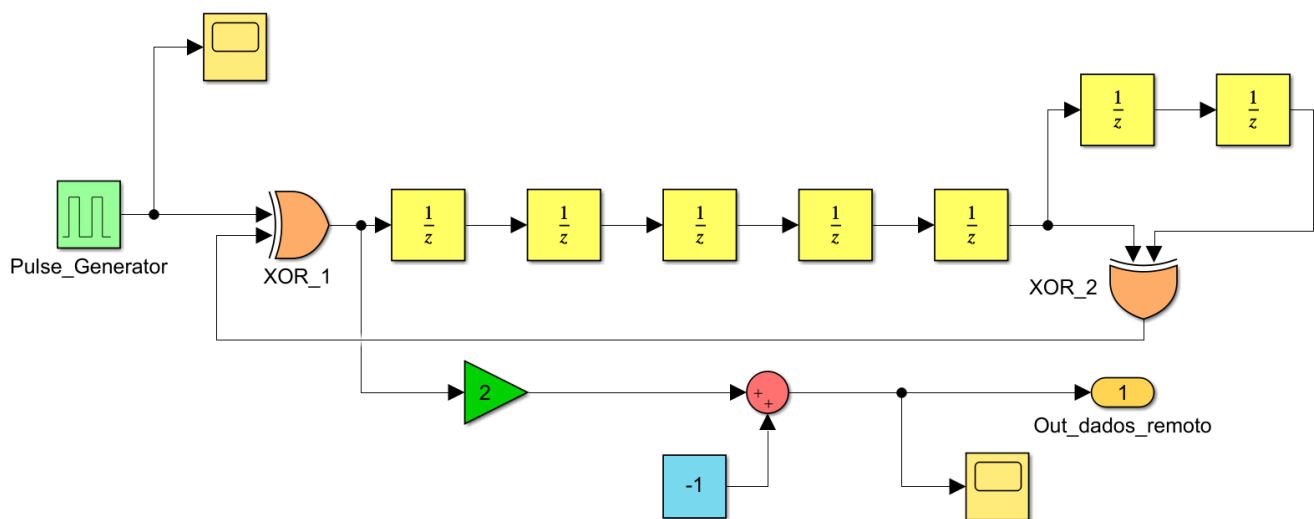 1
z
1
z
Pulse_Generator
XOR_1
1
z
1
z
1
z
1
z
1
z
XOR_2
2
+
+
1
Out_dados_remoto
-1